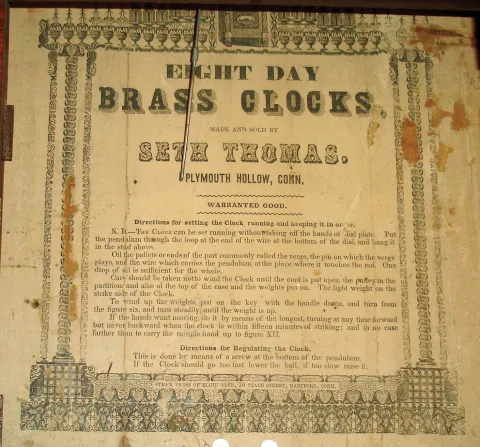 EIGHT DAY
BRASS CLOCKS,
MADE AND SOLD BY
SETH THOMAS,
PLYMOUTH HOLLOW, CONN.
WARRANTED GOOD.
Directions for setting the Clock running and keeping it in order.
N. B.—THE CLOCK can be set running without taking off the hands or dial plate. Put
the pendulum through the loop at the end of the wire at the bottom of the dial, and hang it
in the stud above.
Oil the pallets or ends of the part commonly called the verge, the pin on which the verge
plays, and the wire which carries the pendulum at the place where it touches the rod. One
drop of oil is sufficient for the whole.
Care should be taken not to wind the Clock until the cord is put upon the pulley in the
partition and also of the top of the case and the weights put on. The light weight on the
strike side of the Clock.
To wind up the weights, put on the key with the handle down, and turn from
the figure six, and turn steadily until the weight is up.
If the hands want moving, do it by means of the longest, turning at any time forward
but never backward when the clock is within fifteen minutes of striking; and in no case
farther than to carry the minute hand up to figure XII.
Directions for Regulating the Clock.
This is done by means of a screw at the bottom of the pendulum.
If the Clock should go too fast lower the ball, if too slow raise it.
STEAM PRESS OF ELIHU GEER, STATE STREET, HARTFORD, CONN.